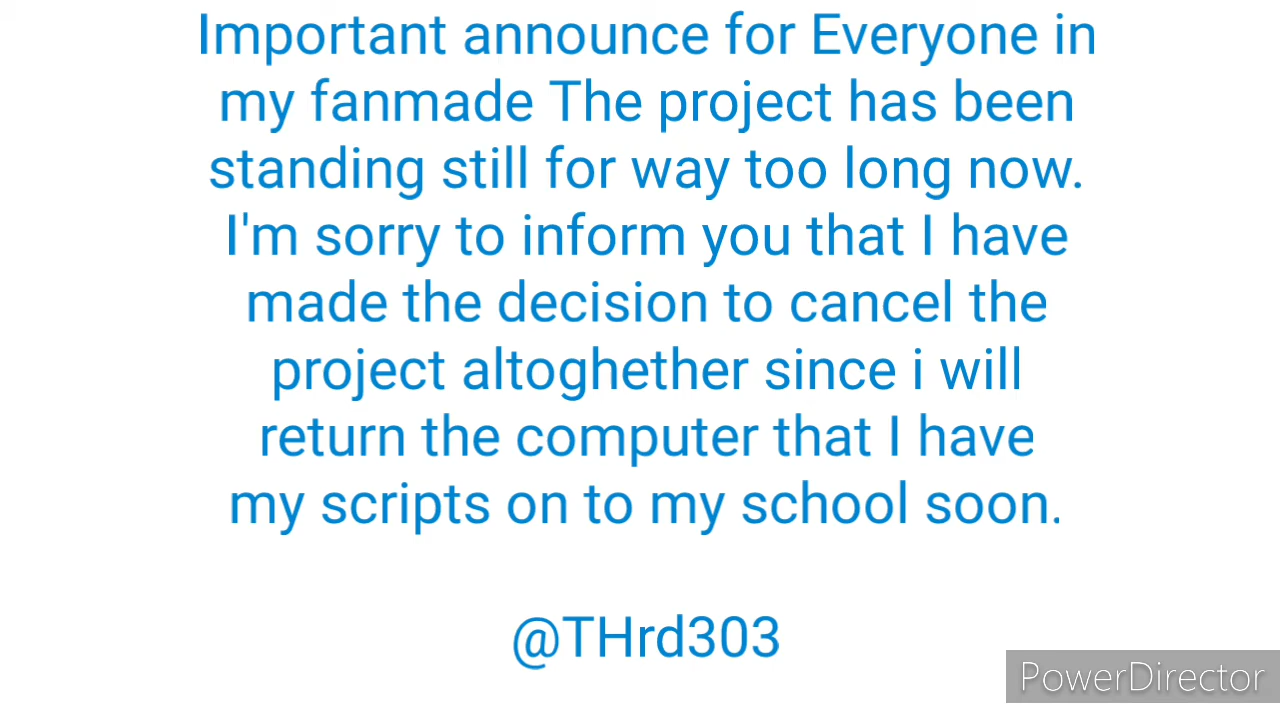 Important announce for Everyone in
my fanmade The project has been
standing still for way too long now.
I'm sorry to inform you that I have
made the decision to cancel the
project altoghether since i will
return the computer that I have
my scripts on to my school soon.
@THrd303
PowerDirector